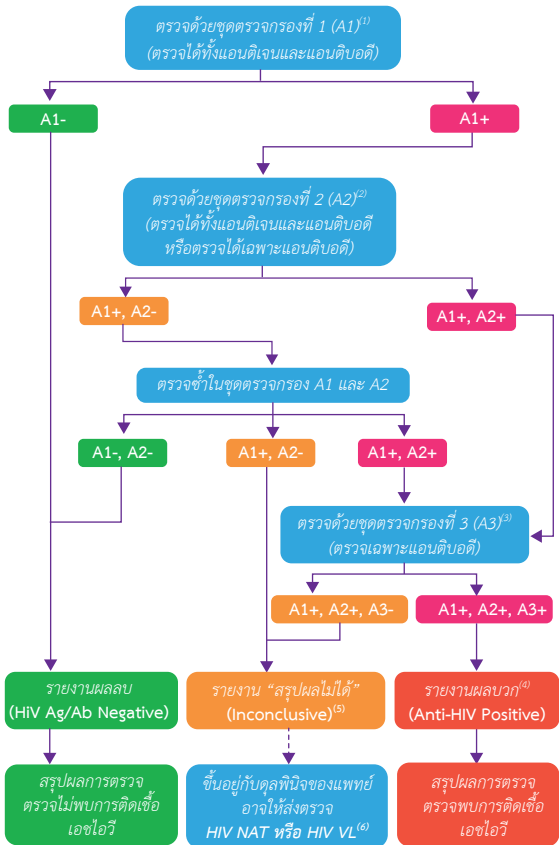 ตรวจด้วยชุดตรวจกรองที่ 1 (A1)(1)
(ตรวจได้ทั้งแอนติเจนและแอนติบอดี)
A1-
A1+
ตรวจด้วยชุดตรวจกรองที่ 2 (A2)(2)
(ตรวจได้ทั้งแอนติเจนและแอนติบอดี
หรือตรวจได้เฉพาะแอนติบอดี)
A1+, A2-
A1+, A2+
ตรวจซ้ำในชุดตรวจกรอง A1 และ A2
A1-, A2-
A1+, A2-
A1+, A2+
ตรวจด้วยชุดตรวจกรองที่ 3 (A3)(3)
(ตรวจเฉพาะแอนติบอดี)
A1+, A2+, A3-
A1+, A2+, A3+
รายงานผลลบ
(HiV Ag/Ab Negative)
รายงาน “สรุปผลไม่ได้”
(Inconclusive)(5)
รายงานผลบวก(4)
(Anti-HIV Positive)
สรุปผลการตรวจ
ตรวจไม่พบการติดเชื้อ
เอชไอวี
ขึ้นอยู่กับดุลพินิจของแพทย์
อาจให้ส่งตรวจ
HIV NAT หรือ HIV VL(6)
สรุปผลการตรวจ
ตรวจพบการติดเชื้อ
เอชไอวี